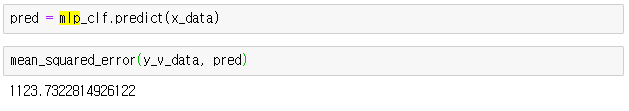 pred = mlp_clf.predict(x_data)
mean_squared_error(y_v_data, pred)
1123.7322814926122